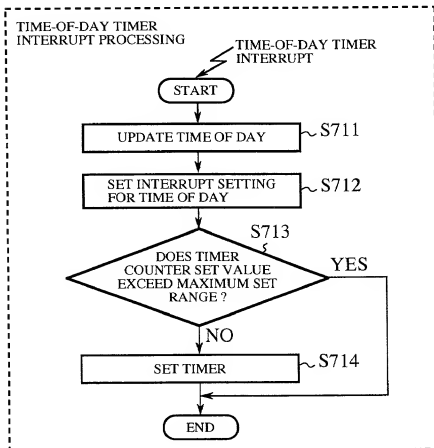 TIME-OF-DAY TIMER
INTERRUPT PROCESSING
TIME-OF-DAY TIMER
INTERRUPT
START
UPDATE TIME OF DAY
S711
SET INTERRUPT SETTING
FOR TIME OF DAY
S712
S713
DOES TIMER
COUNTER SET VALUE
EXCEED MAXIMUM SET
RANGE ?
YES
NO
SET TIMER
S714
END